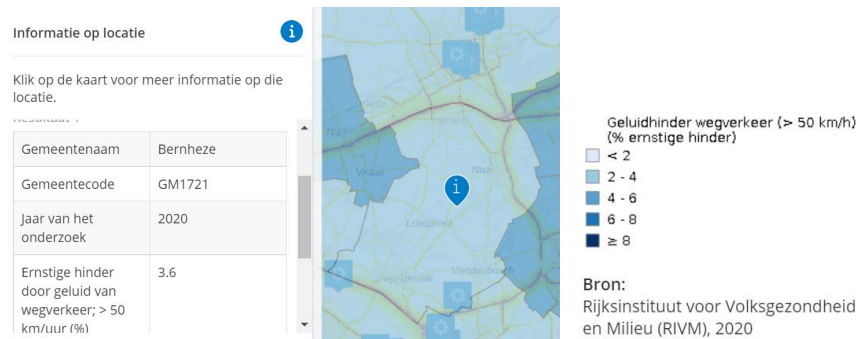 Informatie op locatie
Klik op de kaart voor meer informatie op die
locatie.
Gemeentenaam Bernheze
Gemeentecode GM1721
Jaar van het 2020
onderzoek
Ernstige hinder 3.6
door geluid van
wegverkeer; > 50
km/uur (%)
Nistelrode
Loosbroek
Vorstenbosch
Geluidhinder wegverkeer (> 50 km/h)
(% ernstige hinder)
< 2
2 - 4
4 - 6
6 - 8
≥ 8
Bron:
Rijksinstituut voor Volksgezondheid
en Milieu (RIVM), 2020